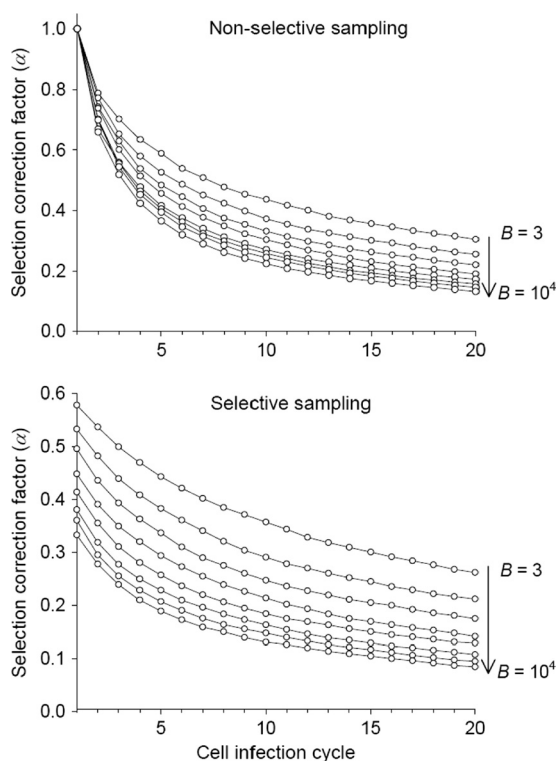 Non-selective sampling
Selection correction factor (α)
1.0
0.8
0.6
0.4
0.2
0.0
B = 3
B = 10⁴
5
10
15
20
Selective sampling
Selection correction factor (α)
0.6
0.5
0.4
0.3
0.2
0.1
0.0
B = 3
B = 10⁴
5
10
15
20
Cell infection cycle